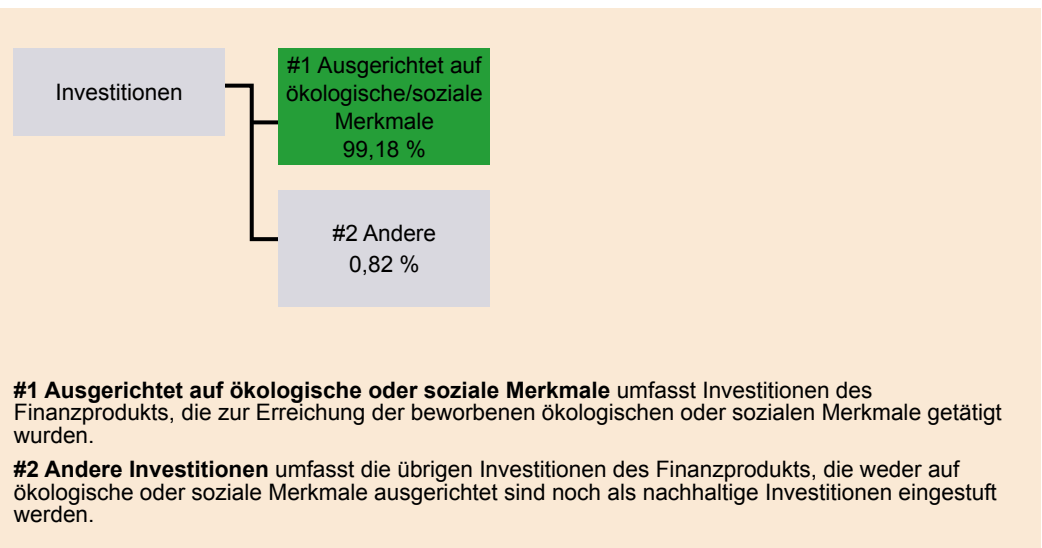 Investitionen
#1 Ausgerichtet auf
ökologische/soziale
Merkmale
99,18 %
#2 Andere
0,82 %
#1 Ausgerichtet auf ökologische oder soziale Merkmale umfasst Investitionen des
Finanzprodukts, die zur Erreichung der beworbenen ökologischen oder sozialen Merkmale getätigt
wurden.
#2 Andere Investitionen umfasst die übrigen Investitionen des Finanzprodukts, die weder auf
ökologische oder soziale Merkmale ausgerichtet sind noch als nachhaltige Investitionen eingestuft
werden.